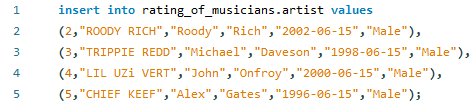 1 insert into rating_of_musicians.artist values
2 (2,"ROODY RICH","Roody","Rich","2002-06-15","Male"),
3 (3,"TRIPPIE REDD","Michael","Daveson","1998-06-15","Male"),
4 (4,"LIL UZi VERT","John","Onfroy","2000-06-15","Male"),
5 (5,"CHIEF KEEF","Alex","Gates","1996-06-15","Male");